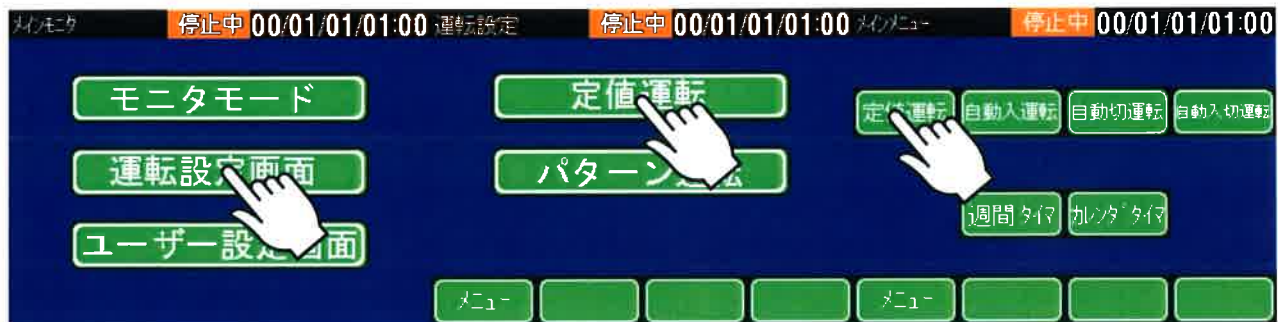 メインモニタ 停止中 00/01/01/01:00
モニタモード
運転設定画面
ユーザー設定画面
運転設定 停止中 00/01/01/01:00
定値運転
パターン運転
メニュー
メインメニュー 停止中 00/01/01/01:00
定値運転 自動入運転 自動切運転 自動入切運転
週間タイマ カレンダタイマ
メニュー